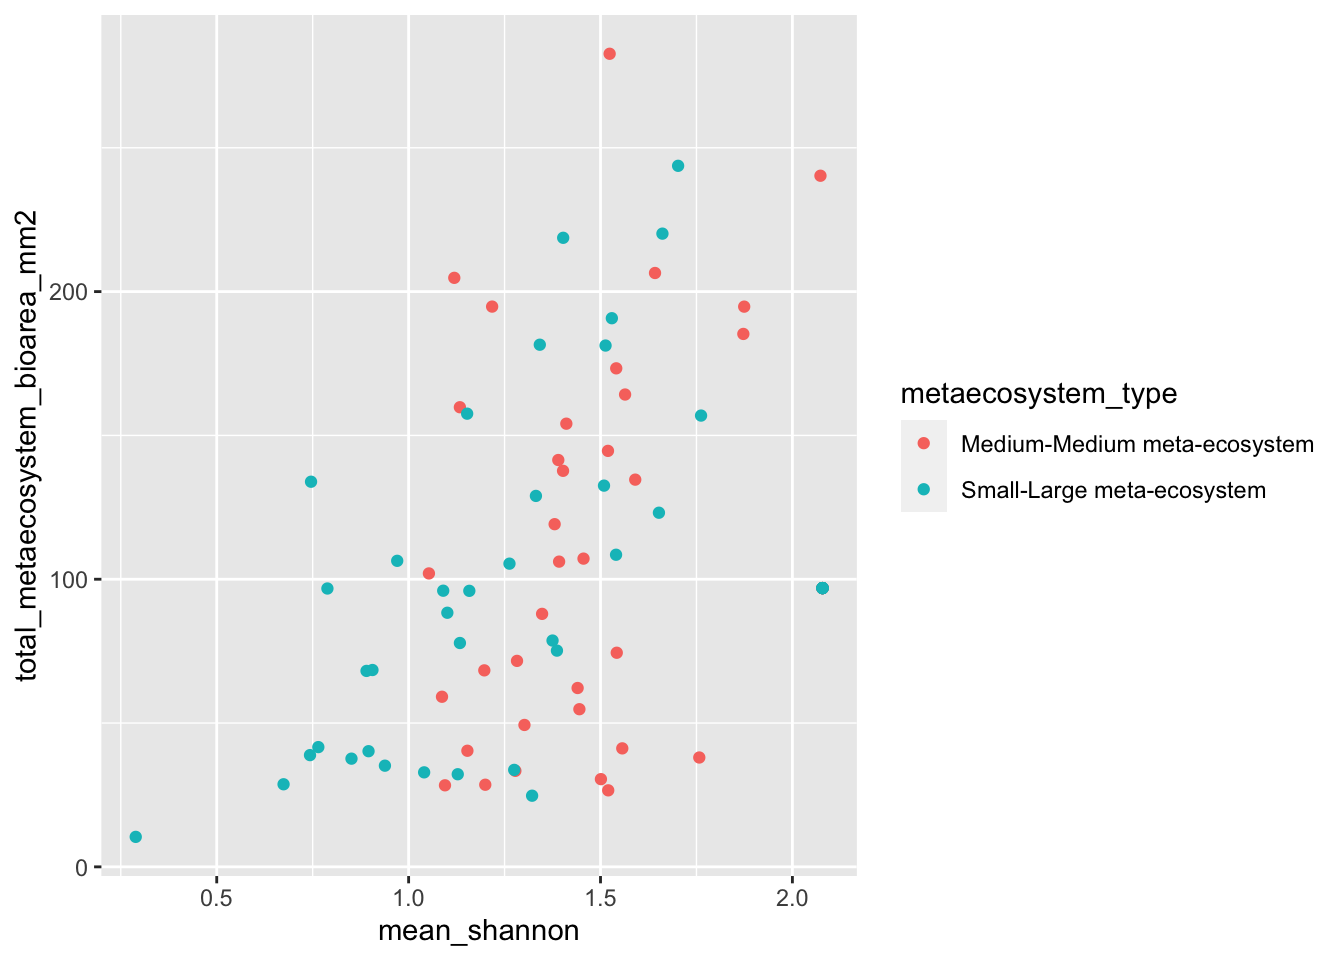 total_metaecosystem_bioarea_mm2
200
100
0
0.5
1.0
1.5
2.0
mean_shannon
metaecosystem_type
Medium-Medium meta-ecosystem
Small-Large meta-ecosystem